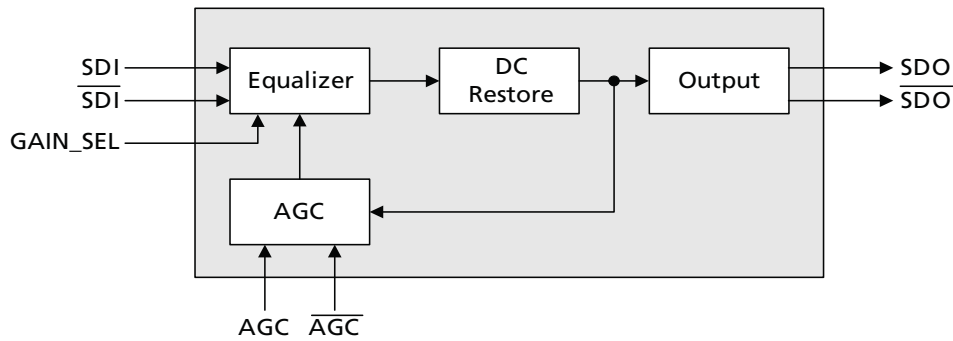 SDI
SDI
GAIN_SEL
Equalizer
DC
Restore
Output
SDO
SDO
AGC
AGC
AGC